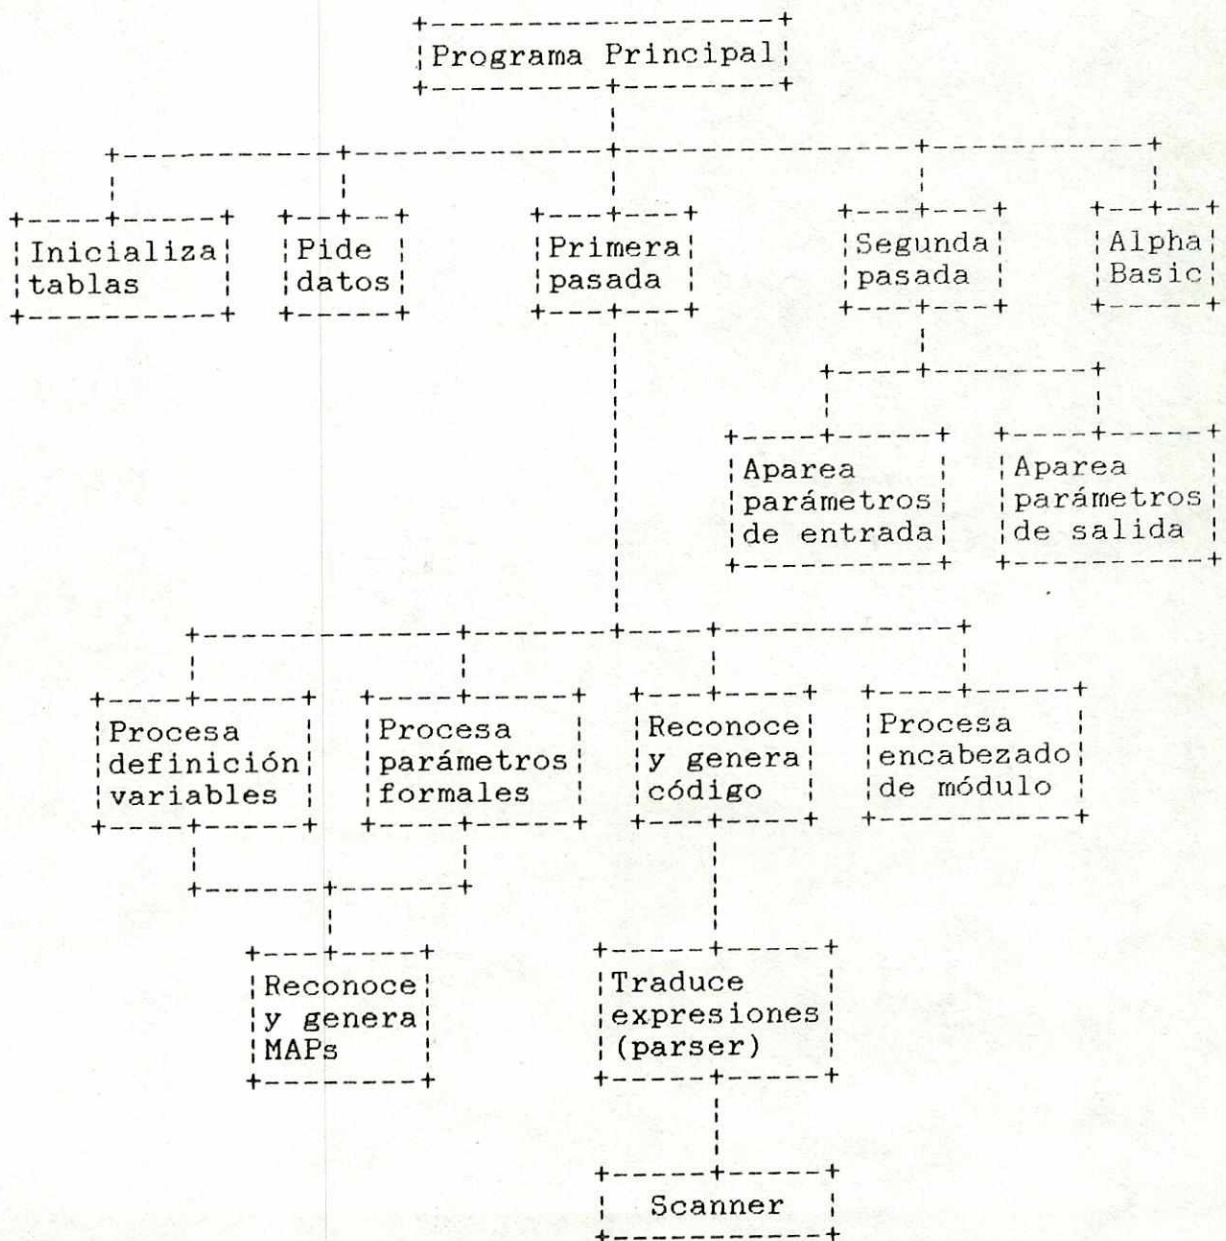 Programa Principal
Inicializa
tablas
Pide
datos
Primera
pasada
Segunda
pasada
Alpha
Basic
Aparea
parámetros
de entrada
Aparea
parámetros
de salida
Procesa
definición
variables
Procesa
parámetros
formales
Reconoce
y genera
código
Procesa
encabezado
de módulo
Reconoce
y genera
MAPs
Traduce
expresiones
(parser)
Scanner